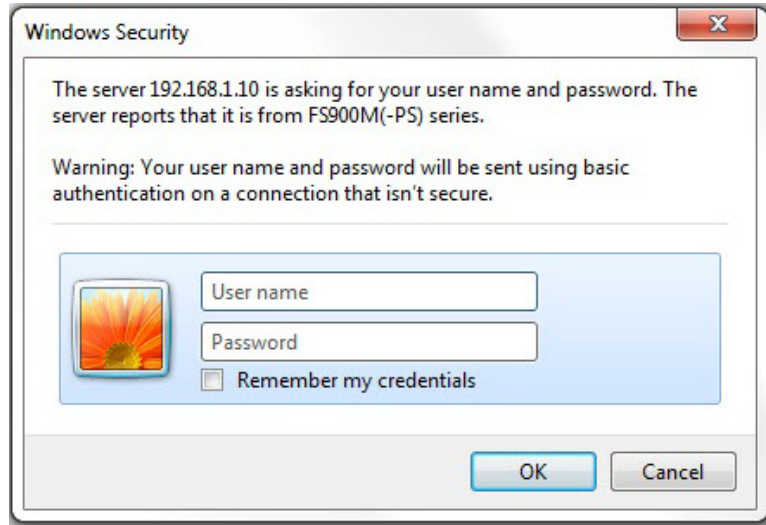 Windows Security
The server 192.168.1.10 is asking for your user name and password. The
server reports that it is from FS900M(-PS) series.
Warning: Your user name and password will be sent using basic
authentication on a connection that isn't secure.
User name
Password
Remember my credentials
OK Cancel